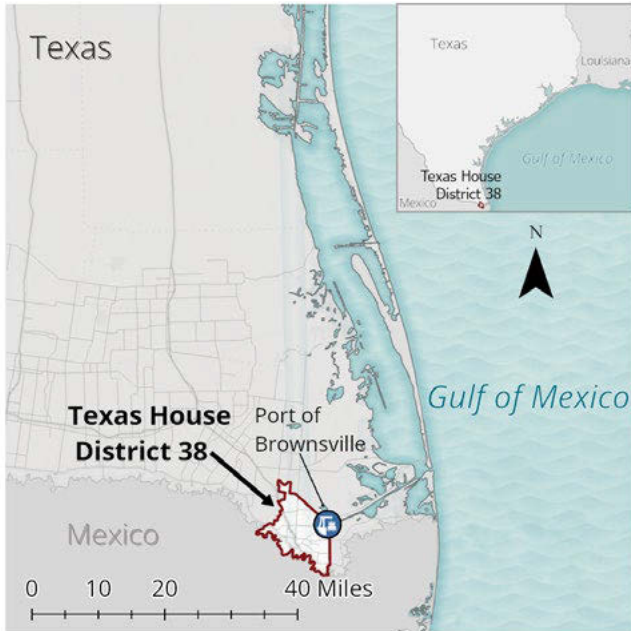 Texas
Texas
Louisiana
Gulf of Mexico
Texas House
District 38
Mexico
N
Gulf of Mexico
Texas House
District 38
Port of
Brownsville
Mexico
0 10 20 40 Miles